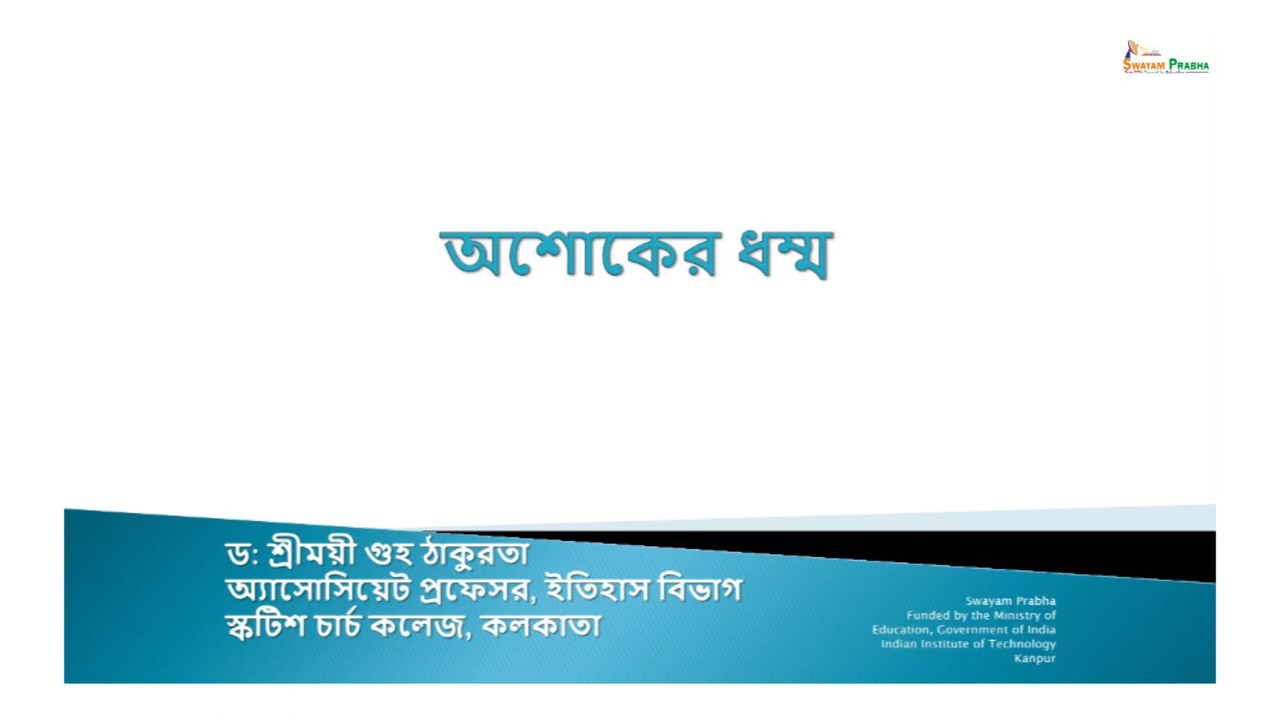 SWAYAM PRABHA
অশোকের ধম্ম
ড: শ্রীময়ী গুহ ঠাকুরতা
অ্যাসোসিয়েট প্রফেসর, ইতিহাস বিভাগ
স্কটিশ চার্চ কলেজ, কলকাতা
Swayam Prabha
Funded by the Ministry of
Education, Government of India
Indian Institute of Technology
Kanpur